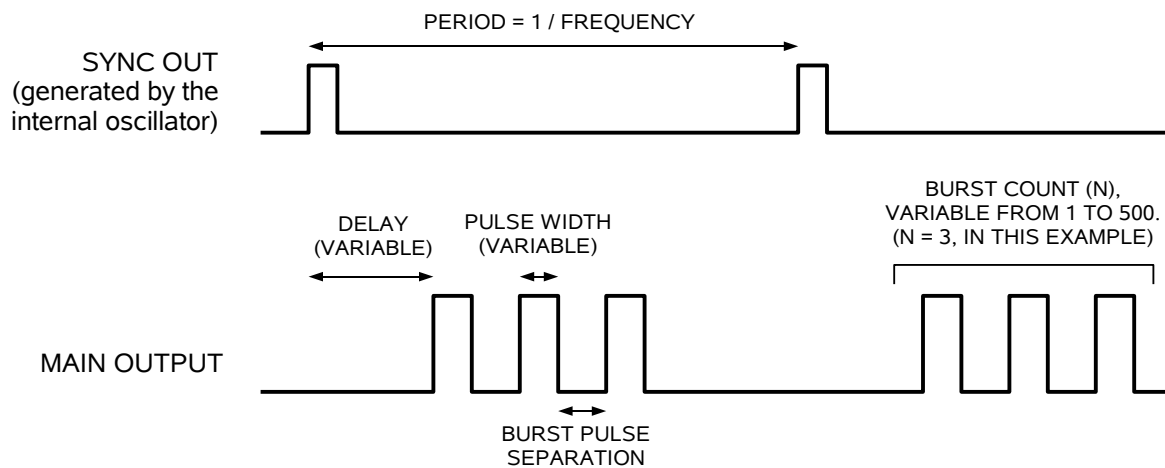 PERIOD = 1 / FREQUENCY
SYNC OUT
(generated by the
internal oscillator)
BURST COUNT (N),
VARIABLE FROM 1 TO 500.
(N = 3, IN THIS EXAMPLE)
DELAY
(VARIABLE)
PULSE WIDTH
(VARIABLE)
MAIN OUTPUT
BURST PULSE
SEPARATION